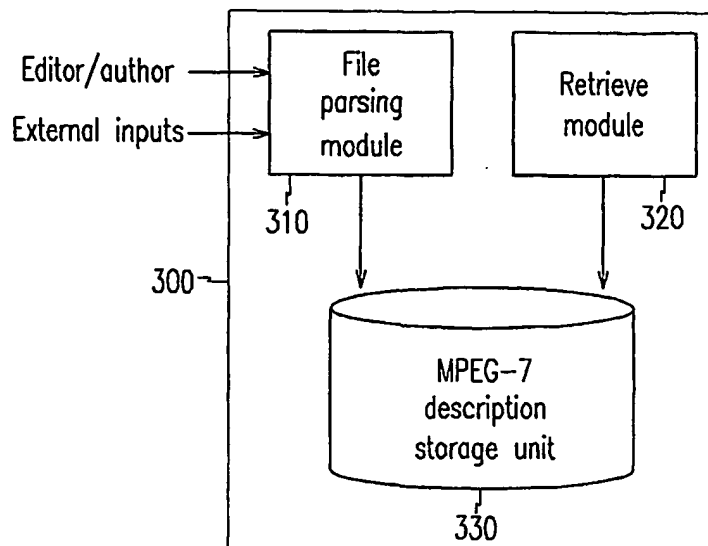 Editor/author
External inputs
File
parsing
module
310
Retrieve
module
320
300
MPEG-7
description
storage unit
330